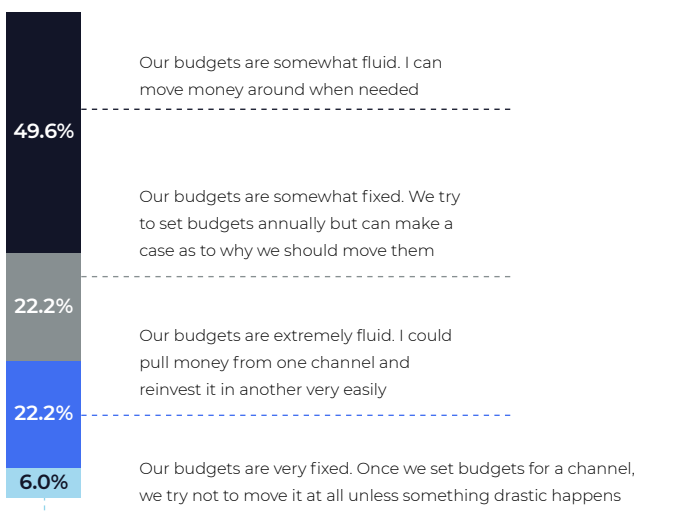 Our budgets are somewhat fluid. I can
move money around when needed
49.6%
Our budgets are somewhat fixed. We try
to set budgets annually but can make a
case as to why we should move them
22.2%
Our budgets are extremely fluid. I could
pull money from one channel and
reinvest it in another very easily
22.2%
Our budgets are very fixed. Once we set budgets for a channel,
we try not to move it at all unless something drastic happens
6.0%